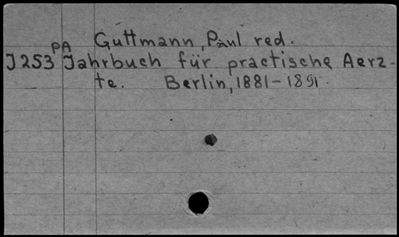 Guttmann, Paul red.
PA
J253 Jahrbuch für practische Aerz-
te. Berlin, 1881-1891.